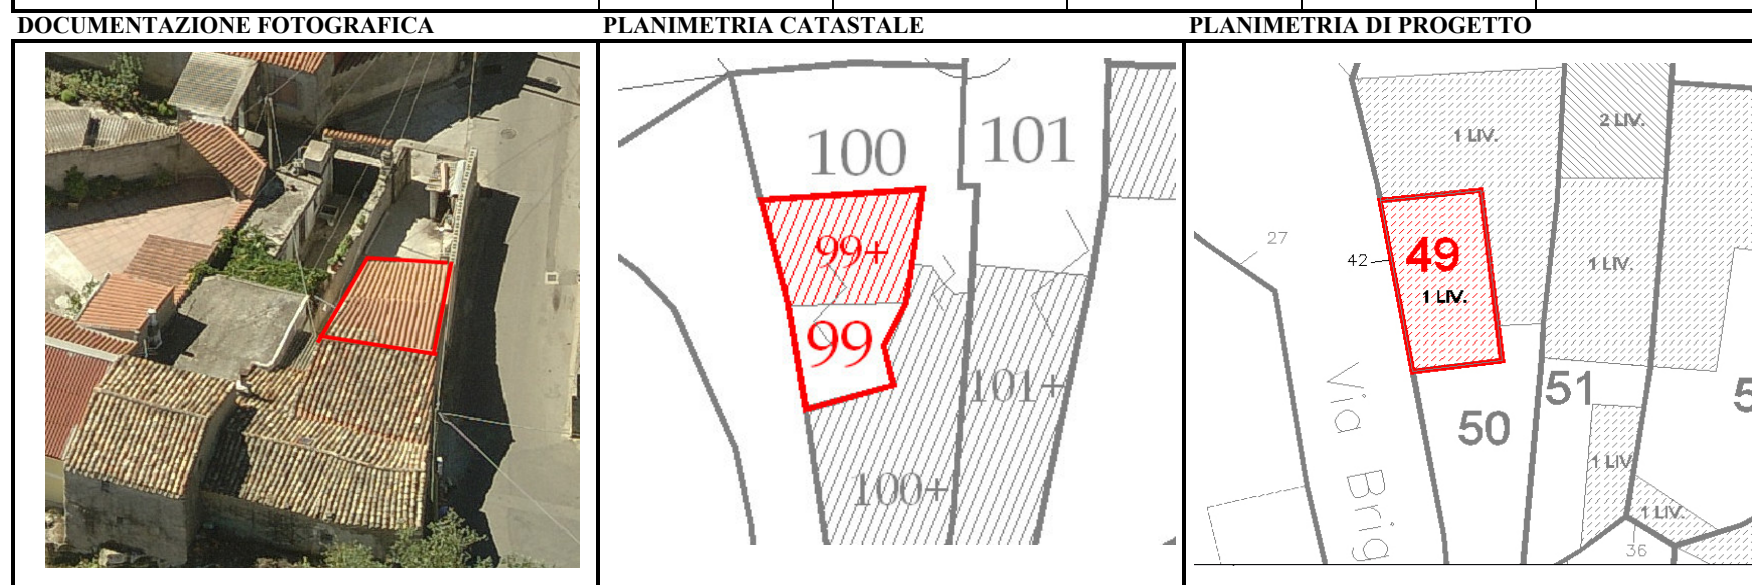 DOCUMENTAZIONE FOTOGRAFICA
PLANIMETRIA CATASTALE
PLANIMETRIA DI PROGETTO
100
101
99+
99
101+
100+
1 LIV.
2 LIV.
27
42
49
1 LIV.
1 LIV.
51
50
5
1 LIV
1 LIV.
36
Via Brig